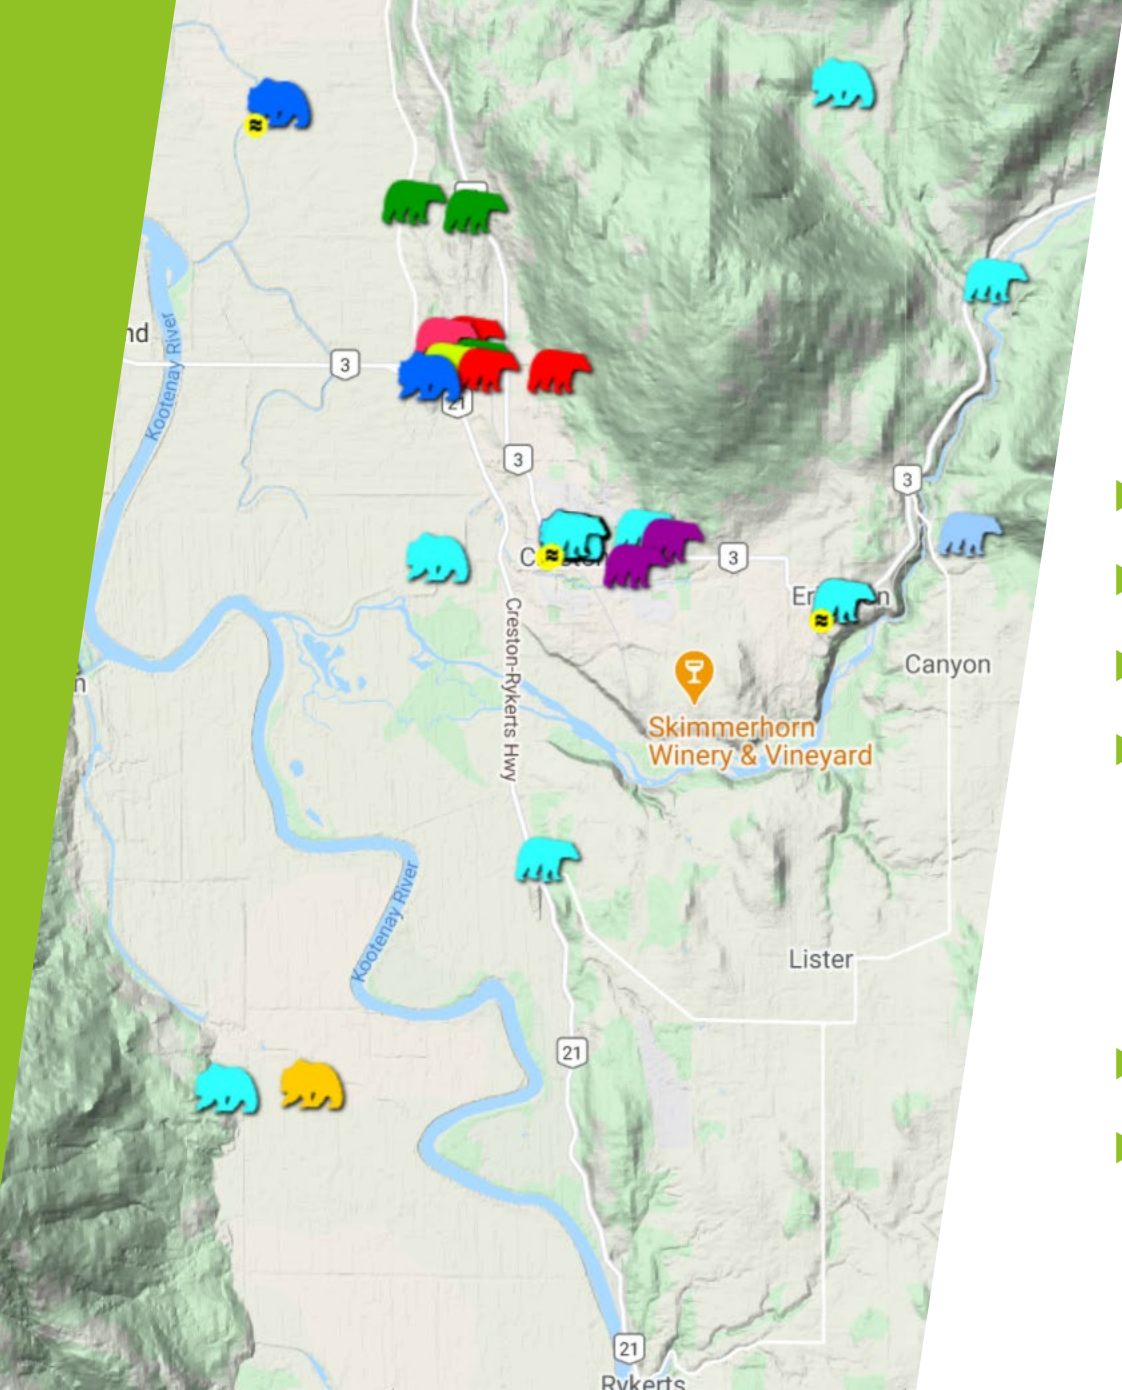 nd
3
Kootenay River
21
3
3
3
Creston-Rykerts Hwy
Canyon
n
Skimmerhorn
Winery & Vineyard
Kootenay River
Lister
21
21
Rykerts